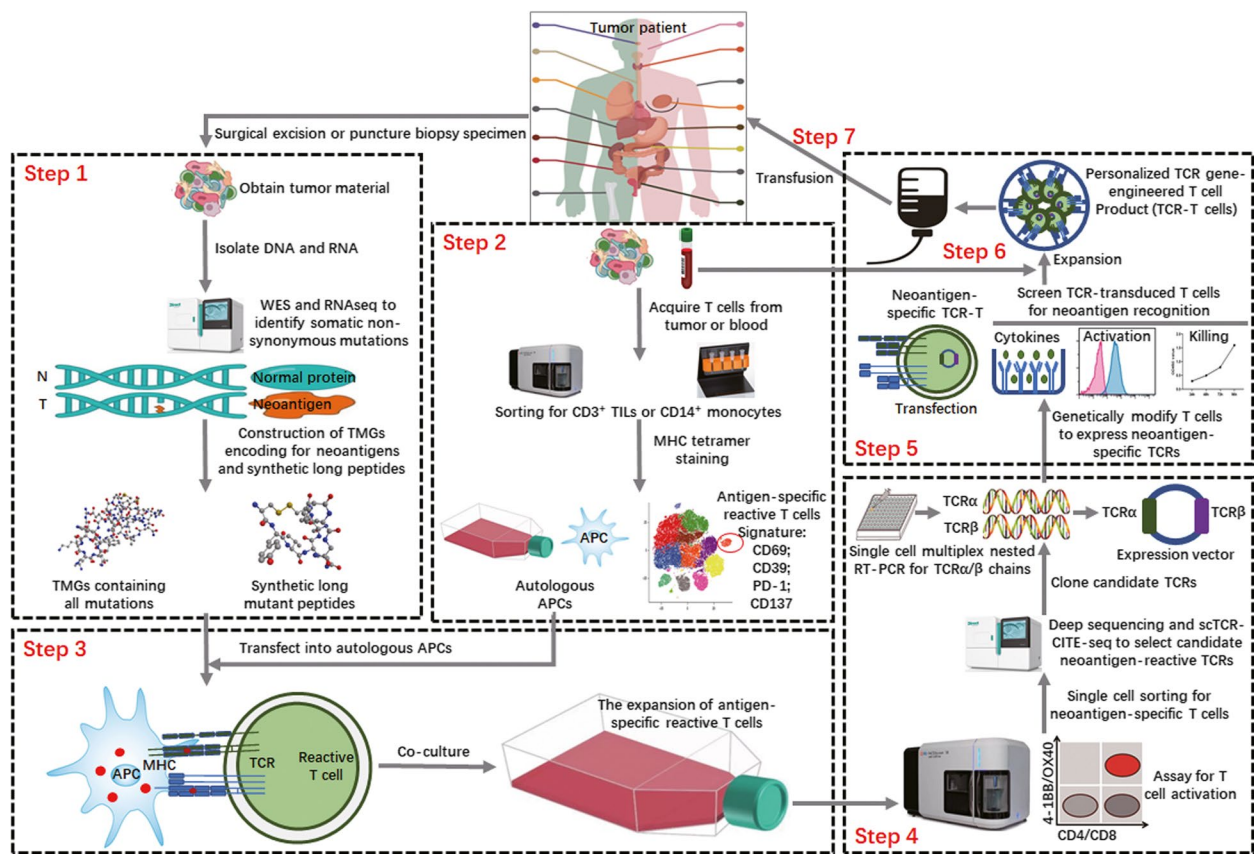 Tumor patient
Surgical excision or puncture biopsy specimen
Step 1
Obtain tumor material
Isolate DNA and RNA
WES and RNAseq to
identify somatic non-
synonymous mutations
N
Normal protein
T
Neoantigen
Construction of TMGs
encoding for neoantigens
and synthetic long peptides
TMGs containing
all mutations
Synthetic long
mutant peptides
Step 2
Acquire T cells from
tumor or blood
Sorting for CD3⁺ TILs or CD14⁺ monocytes
MHC tetramer
staining
APC
Autologous
APCs
Antigen-specific
reactive T cells
Signature:
CD69;
CD39;
PD-1;
CD137
Step 3
Transfect into autologous APCs
APC
MHC
TCR
Reactive
T cell
Co-culture
The expansion of antigen-
specific reactive T cells
Step 4
4-1BB/OX40
CD4/CD8
Assay for T
cell activation
Single cell sorting for
neoantigen-specific T cells
Deep sequencing and scTCR-
CITE-seq to select candidate
neoantigen-reactive TCRs
Clone candidate TCRs
Single cell multiplex nested
RT-PCR for TCRα/β chains
TCRα
TCRβ
TCRα
TCRβ
Expression vector
Step 5
Genetically modify T cells
to express neoantigen-
specific TCRs
Neoantigen-
specific TCR-T
Transfection
Cytokines
Activation
Killing
Screen TCR-transduced T cells
for neoantigen recognition
Step 6
Expansion
Personalized TCR gene-
engineered T cell
Product (TCR-T cells)
Step 7
Transfusion